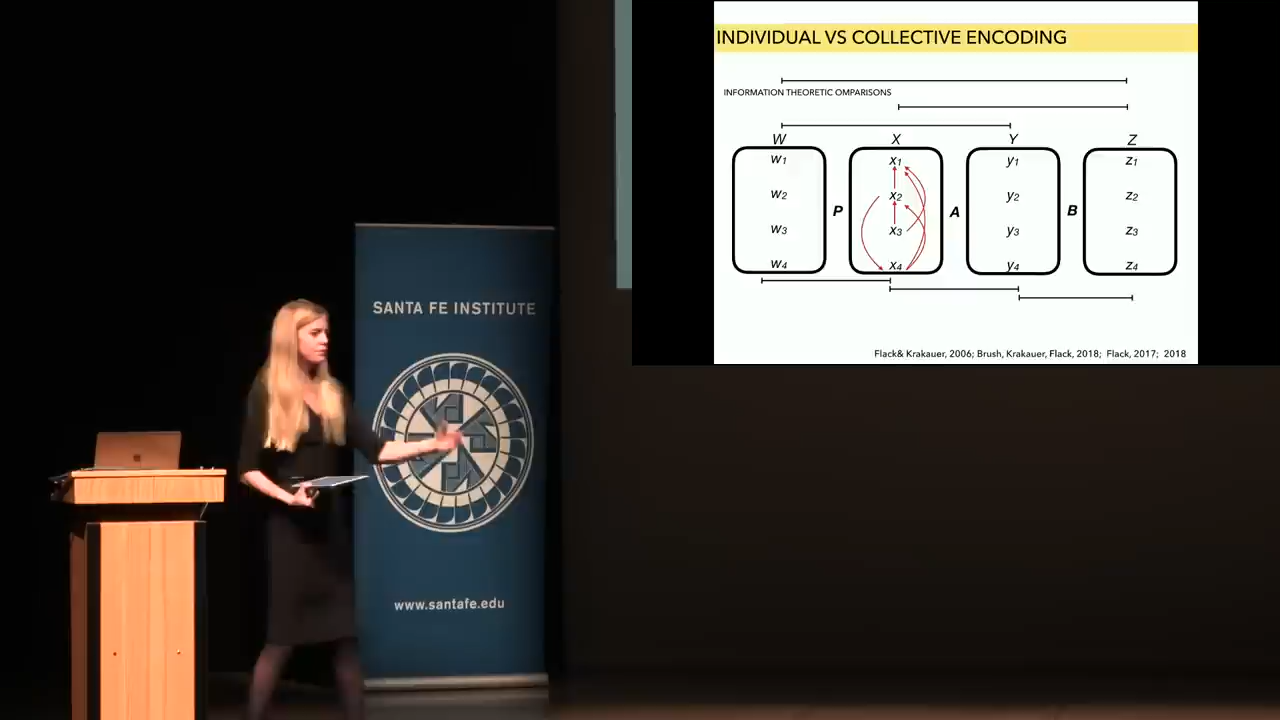 INDIVIDUAL VS COLLECTIVE ENCODING
INFORMATION THEORETIC OMPARISONS
W X Y Z
w1 x1 y1 z1
w2 x2 y2 z2
P A B
w3 x3 y3 z3
w4 x4 y4 z4
Flack& Krakauer, 2006; Brush, Krakauer, Flack, 2018; Flack, 2017; 2018
SANTA FE INSTITUTE
www.santafe.edu